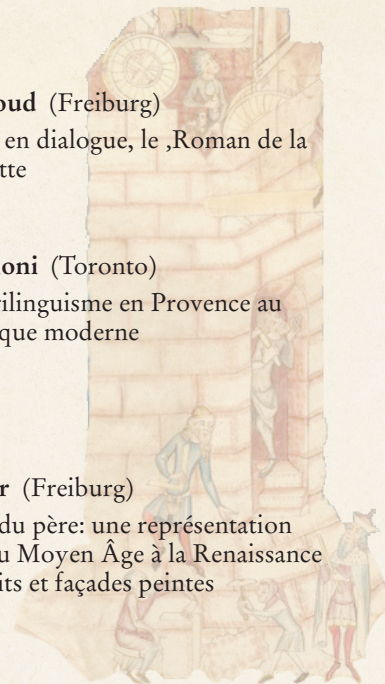 oud (Freiburg)
en dialogue, le ‚Roman de la
tte
oni (Toronto)
rilinguisme en Provence au
que moderne
r (Freiburg)
du père: une représentation
u Moyen Âge à la Renaissance
its et façades peintes